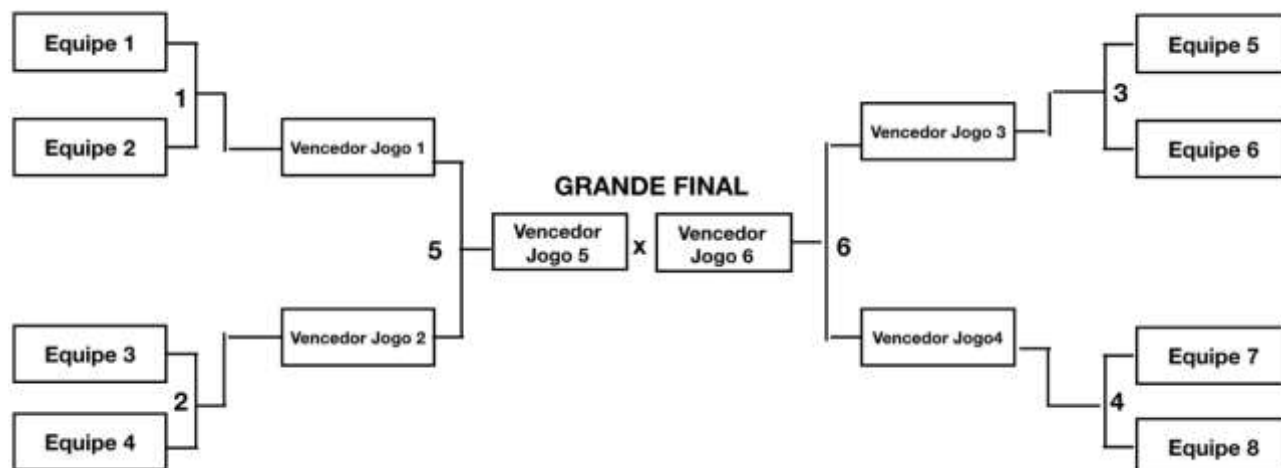 Equipe 1
1
Equipe 2
Vencedor Jogo 1
5
Equipe 3
2
Equipe 4
Vencedor Jogo 2
GRANDE FINAL
Vencedor
Jogo 5
x
Vencedor
Jogo 6
6
Vencedor Jogo 3
3
Equipe 5
Equipe 6
Vencedor Jogo4
4
Equipe 7
Equipe 8